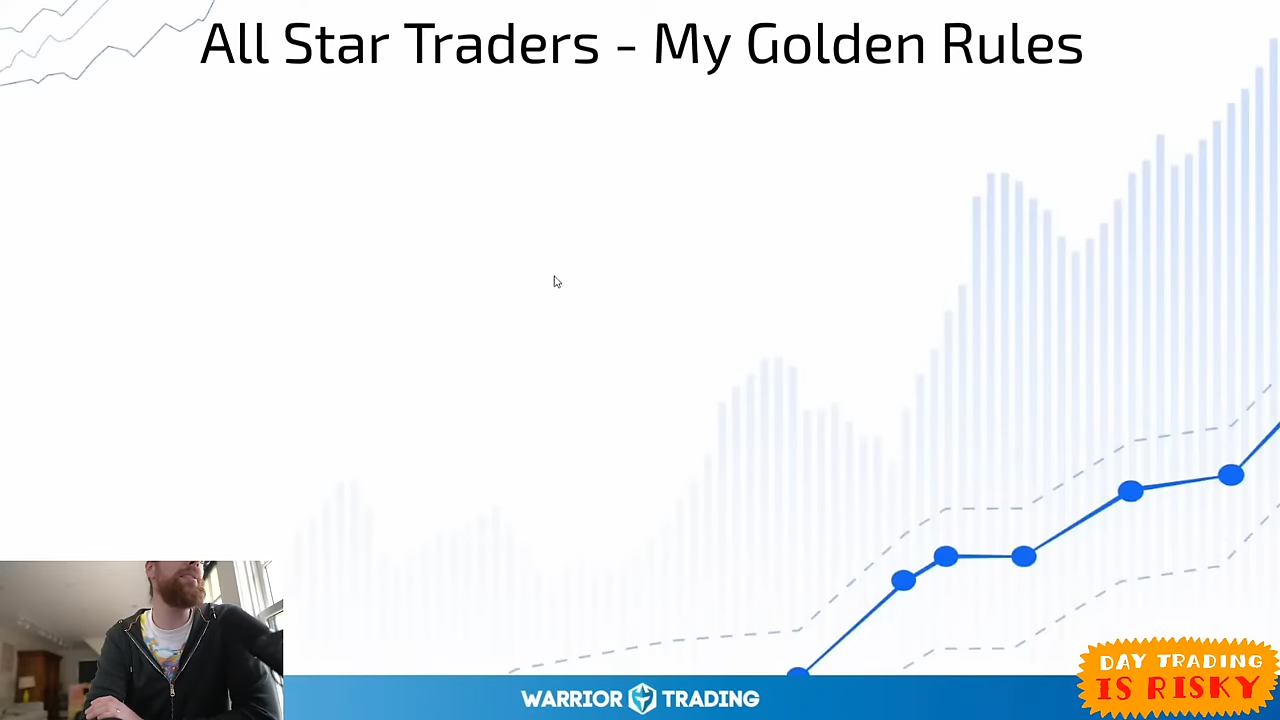 All Star Traders - My Golden Rules
WARRIOR TRADING
DAY TRADING
IS RISKY